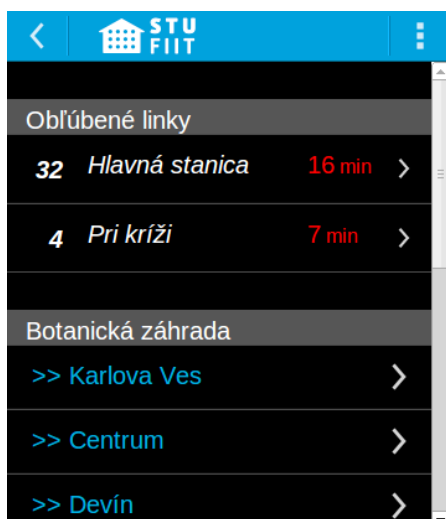 STU
FIIT
Obľúbené linky
32 Hlavná stanica 16 min
4 Pri kríži 7 min
Botanická záhrada
>> Karlova Ves
>> Centrum
>> Devín